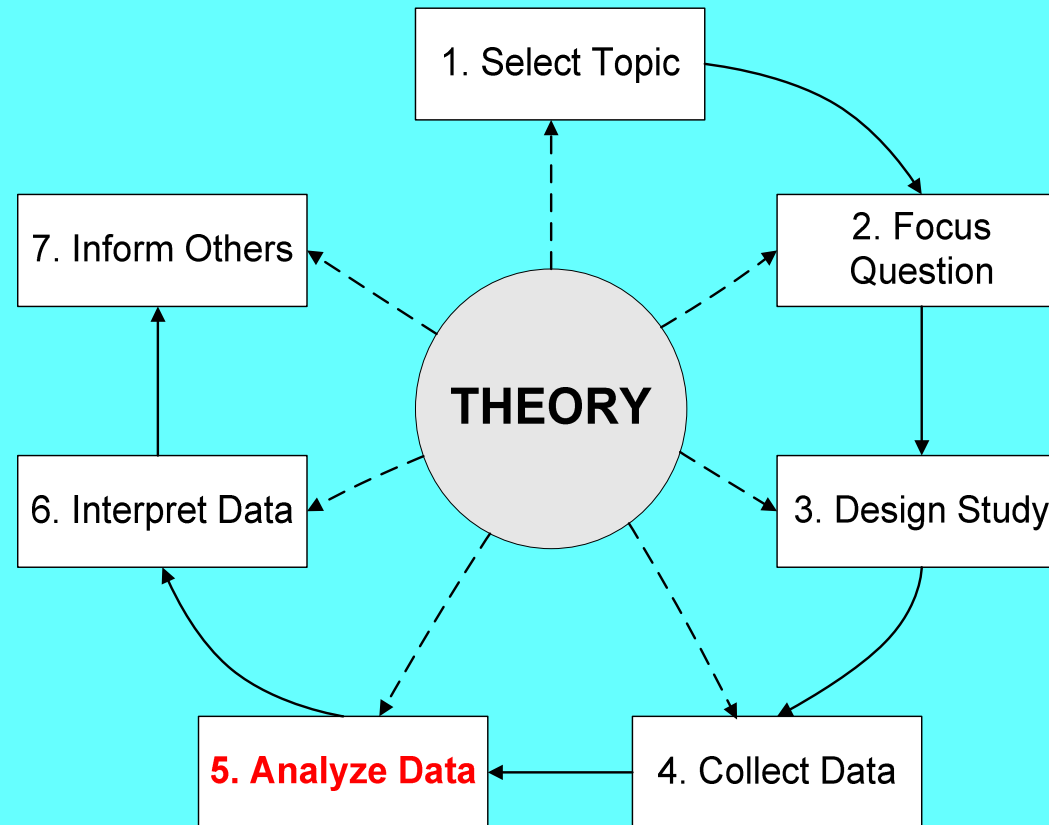 1. Select Topic
2. Focus
Question
3. Design Study
4. Collect Data
5. Analyze Data
6. Interpret Data
7. Inform Others
THEORY